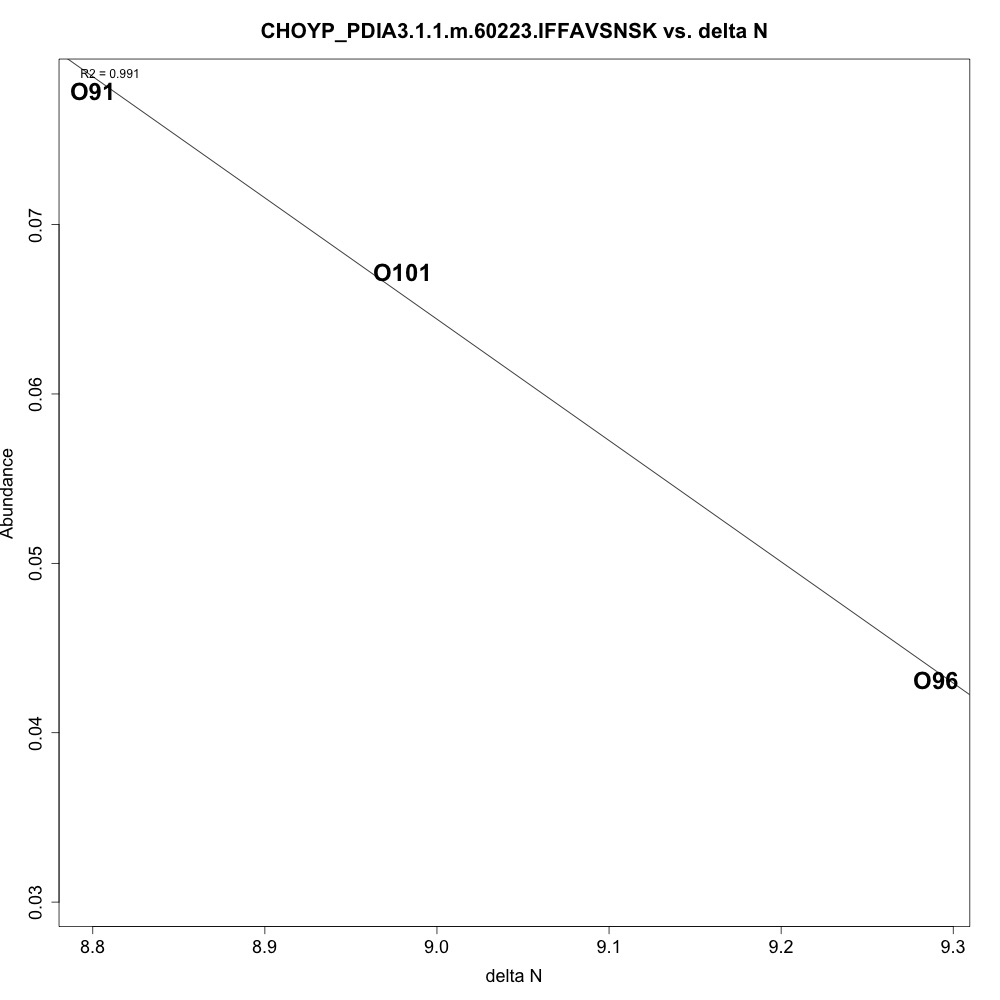 CHOYP_PDIA3.1.1.m.60223.IFFAVSNSK vs. delta N
R2 = 0.991
O91
O101
O96
Abundance
0.07
0.06
0.05
0.04
0.03
8.8 8.9 9.0 9.1 9.2 9.3
delta N